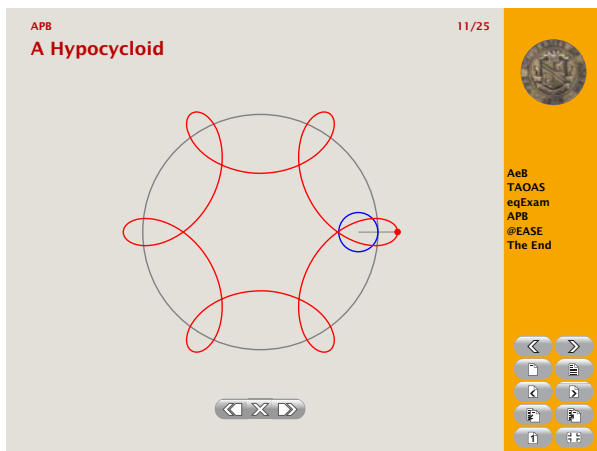 APB
11/25
A Hypocycloid
AeB
TAOAS
eqExam
APB
@EASE
The End